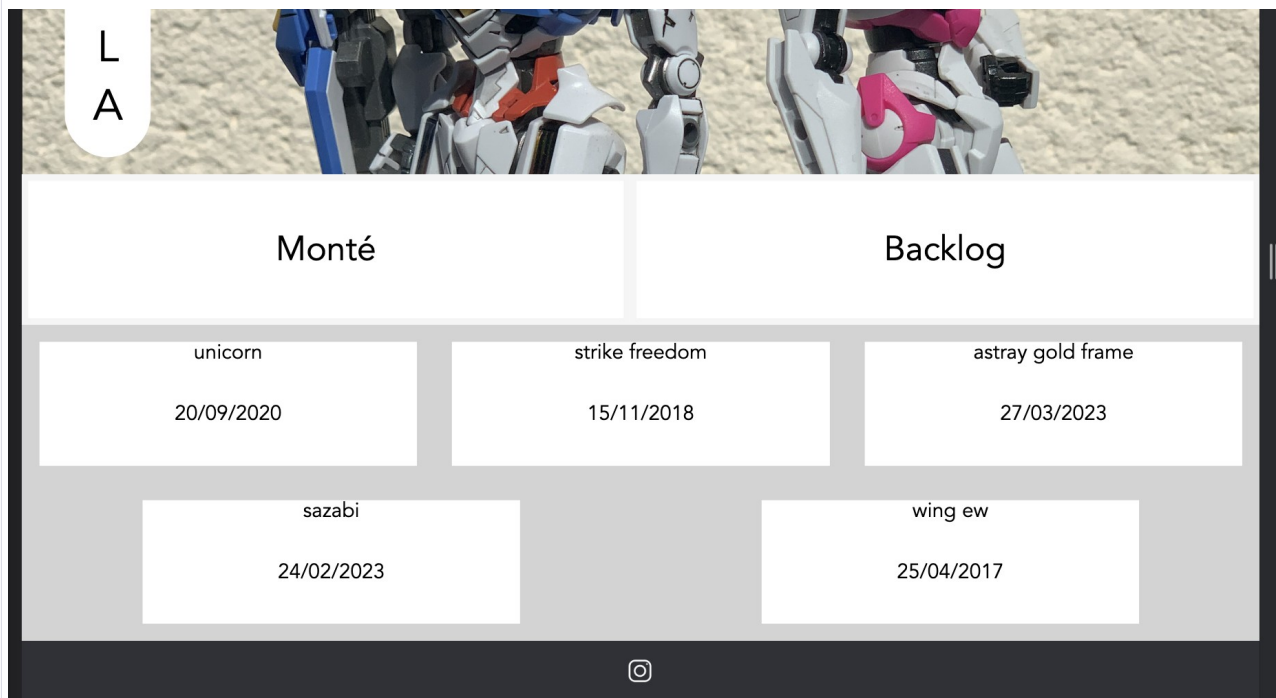 L
A
Monté
Backlog
unicorn
20/09/2020
strike freedom
15/11/2018
astray gold frame
27/03/2023
sazabi
24/02/2023
wing ew
25/04/2017